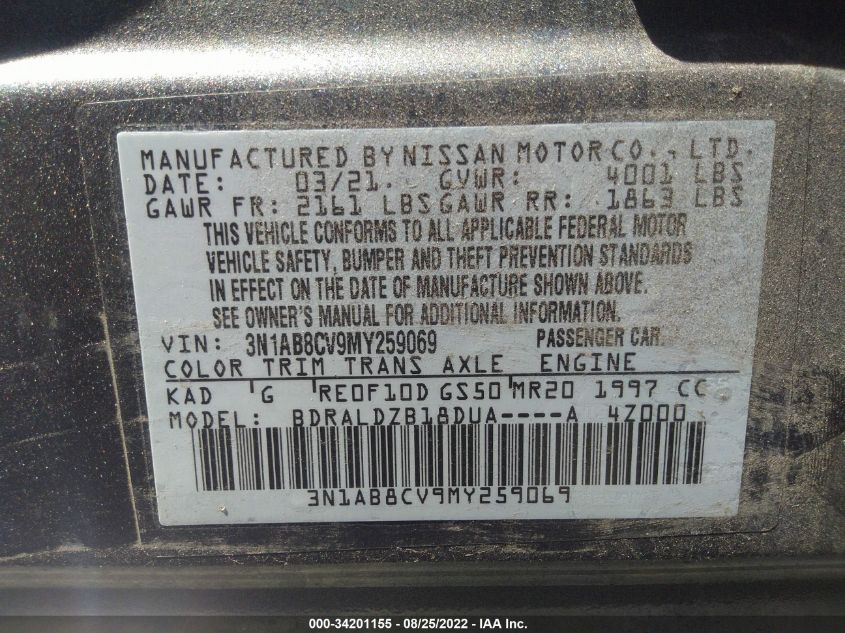 MANUFACTURED BY NISSAN MOTOR CO., LTD.
DATE: 03/21. GVWR: 4001 LBS
GAWR FR: 2161 LBS GAWR RR: 1863 LBS
THIS VEHICLE CONFORMS TO ALL APPLICABLE FEDERAL MOTOR
VEHICLE SAFETY, BUMPER AND THEFT PREVENTION STANDARDS
IN EFFECT ON THE DATE OF MANUFACTURE SHOWN ABOVE.
SEE OWNER'S MANUAL FOR ADDITIONAL INFORMATION.
VIN: 3N1AB8CV9MY259069 PASSENGER CAR
COLOR TRIM TRANS AXLE ENGINE
KAD G RE0F10D GS50 MR20 1997 CC
MODEL: BDRALDZB18DUA----A 4Z000
3N1AB8CV9MY259069
000-34201155 - 08/25/2022 - IAA Inc.